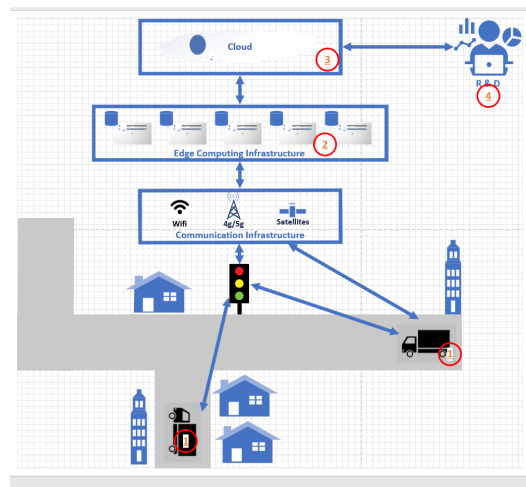 Cloud
3
R & D
4
2
Edge Computing Infrastructure
Wifi
4g/5g
Satellites
Communication Infrastructure
1
1